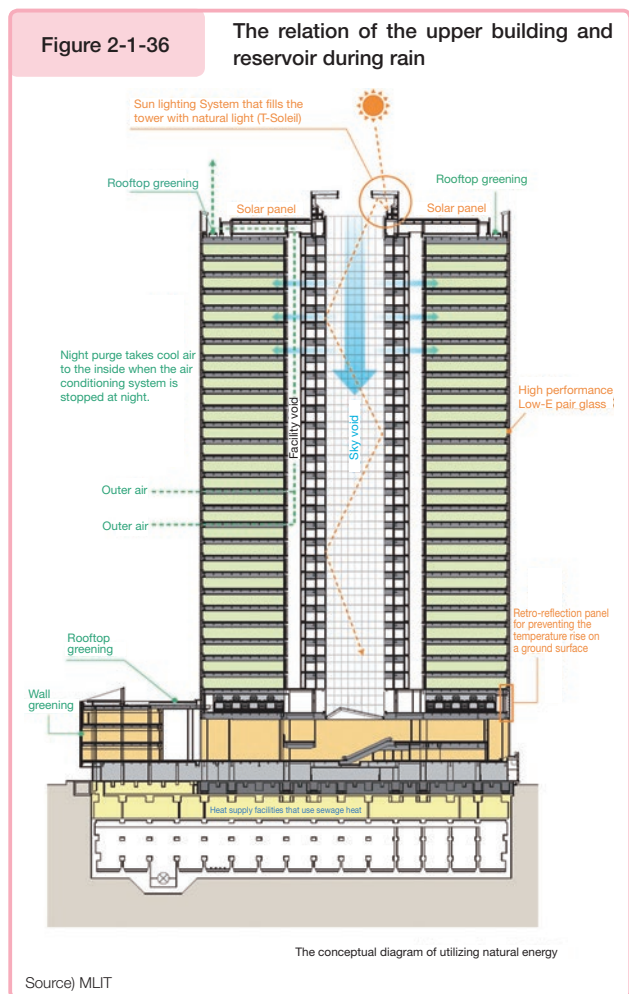 Figure 2-1-36
The relation of the upper building and
reservoir during rain
Sun lighting System that fills the
tower with natural light (T-Soleil)
Rooftop greening
Rooftop greening
Solar panel
Solar panel
Night purge takes cool air
to the inside when the air
conditioning system is
stopped at night.
High performance
Low-E pair glass
Facility void
Sky void
Outer air
Outer air
Retro-reflection panel
for preventing the
temperature rise on
a ground surface
Rooftop
greening
Wall
greening
Heat supply facilities that use sewage heat
The conceptual diagram of utilizing natural energy
Source) MLIT